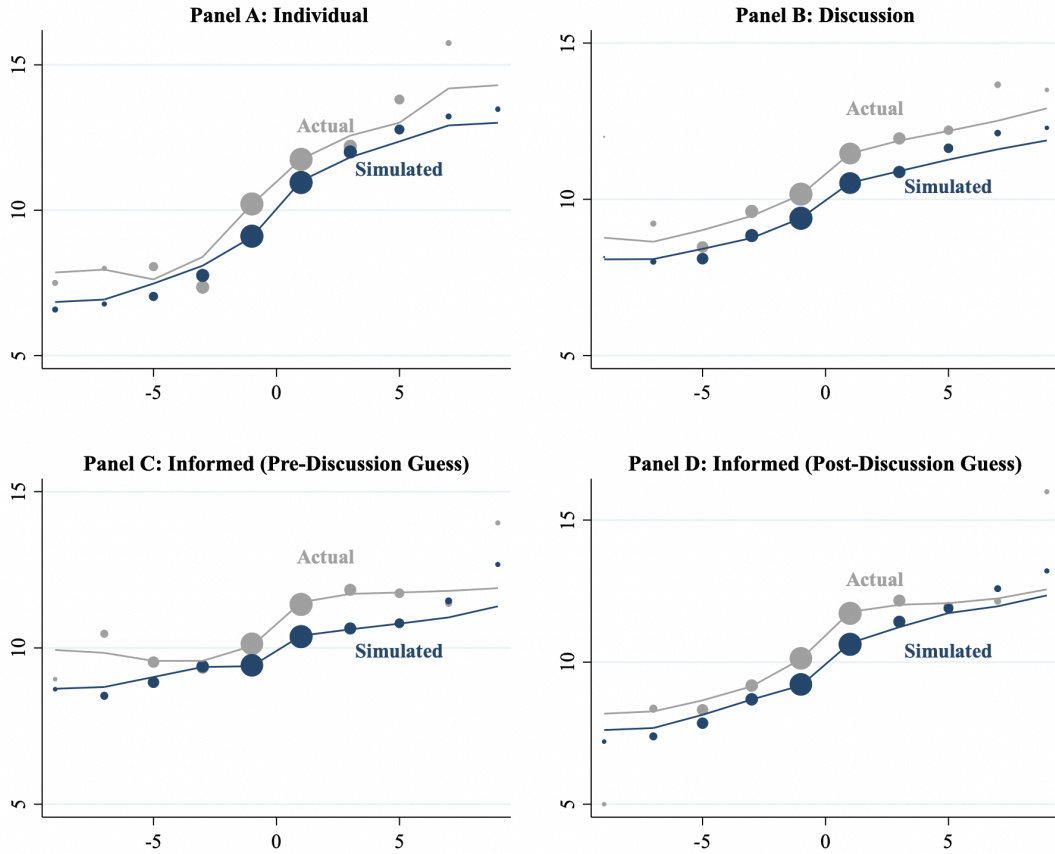 Panel A: Individual
15
10
5
-5 0 5
Actual
Simulated
Panel B: Discussion
15
10
5
-5 0 5
Actual
Simulated
Panel C: Informed (Pre-Discussion Guess)
15
10
5
-5 0 5
Actual
Simulated
Panel D: Informed (Post-Discussion Guess)
15
10
5
-5 0 5
Actual
Simulated